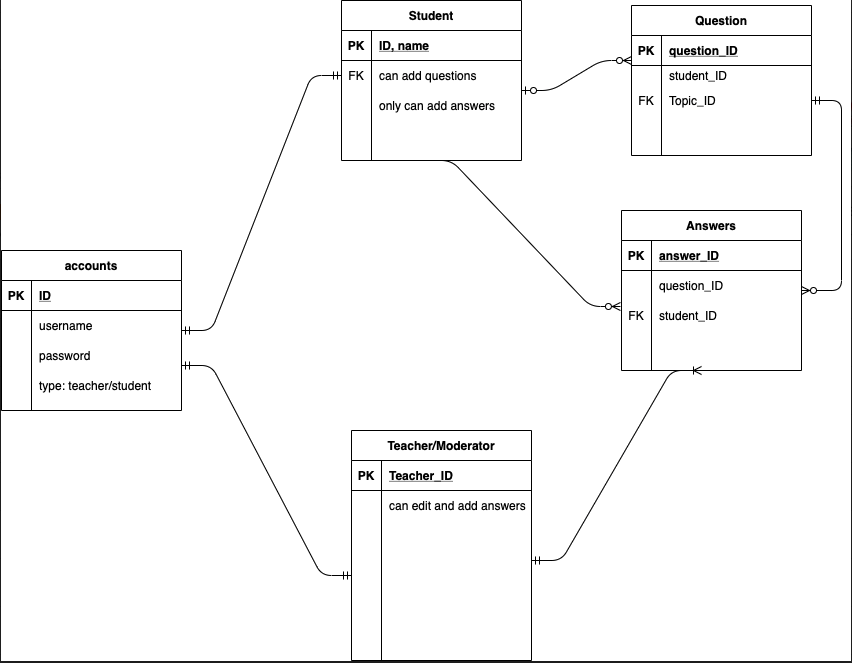 Student
PK ID, name
FK can add questions
only can add answers
Question
PK question_ID
student_ID
FK Topic_ID
Answers
PK answer_ID
question_ID
FK student_ID
accounts
PK ID
username
password
type: teacher/student
Teacher/Moderator
PK Teacher_ID
can edit and add answers